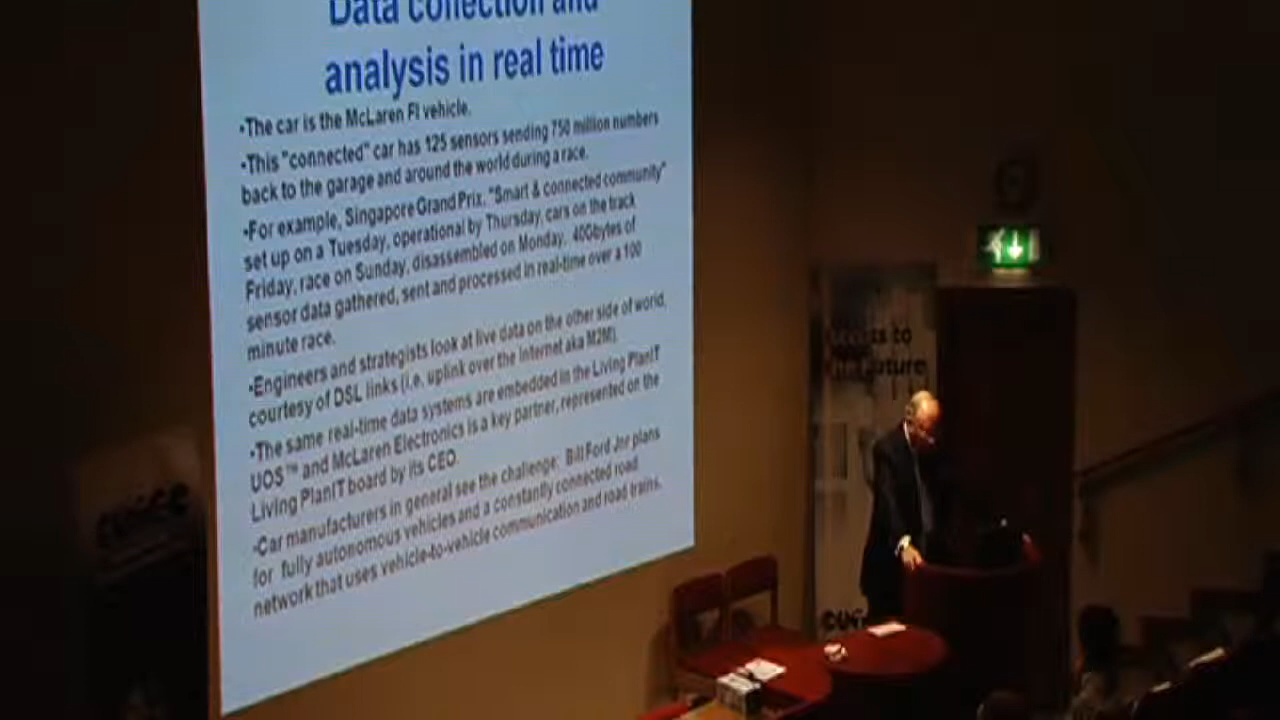 Data collection and
analysis in real time
•The car is the McLaren FI vehicle.
•This "connected" car has 125 sensors sending 750 million numbers
back to the garage and around the world during a race.
•For example, Singapore Grand Prix, "Smart & connected community"
set up on a Tuesday, operational by Thursday, cars on the track
Friday, race on Sunday, disassembled on Monday. 40Gbytes of
sensor data gathered, sent and processed in real-time over a 100
minute race.
•Engineers and strategists look at live data on the other side of world,
courtesy of DSL links (i.e. uplink over the Internet aka M2M).
•The same real-time data systems are embedded in the Living PlanIT
UOS™ and McLaren Electronics is a key partner, represented on the
Living PlanIT board by its CEO.
•Car manufacturers in general see the challenge: Bill Ford Jnr plans
for fully autonomous vehicles and a constantly connected road
network that uses vehicle-to-vehicle communication and road trains.
to
future